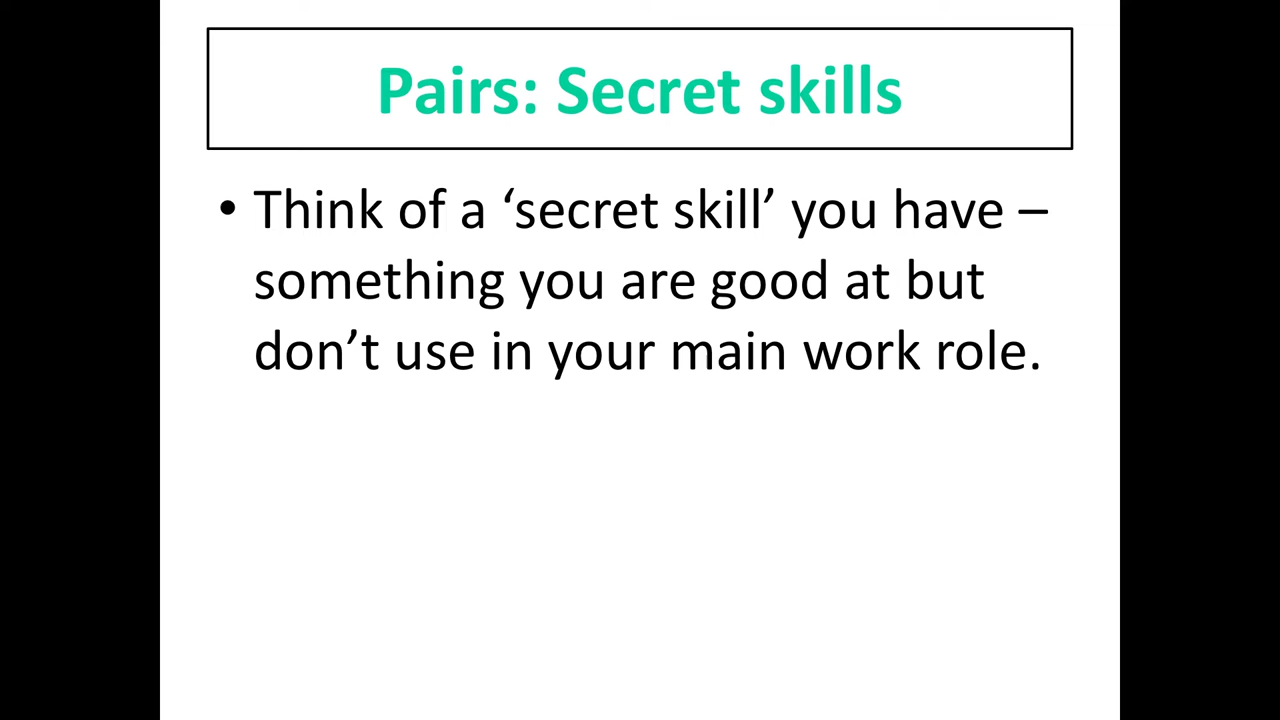 Pairs: Secret skills
• Think of a ‘secret skill’ you have –
something you are good at but
don’t use in your main work role.